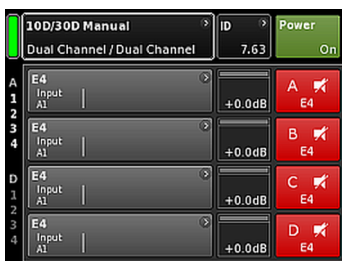 10D/30D Manual
Dual Channel / Dual Channel
ID
7.63
Power
On
A
1
2
3
4
D
1
2
3
4
E4
Input
A1
+0.0dB
A
E4
E4
Input
A1
+0.0dB
B
E4
E4
Input
A1
+0.0dB
C
E4
E4
Input
A1
+0.0dB
D
E4